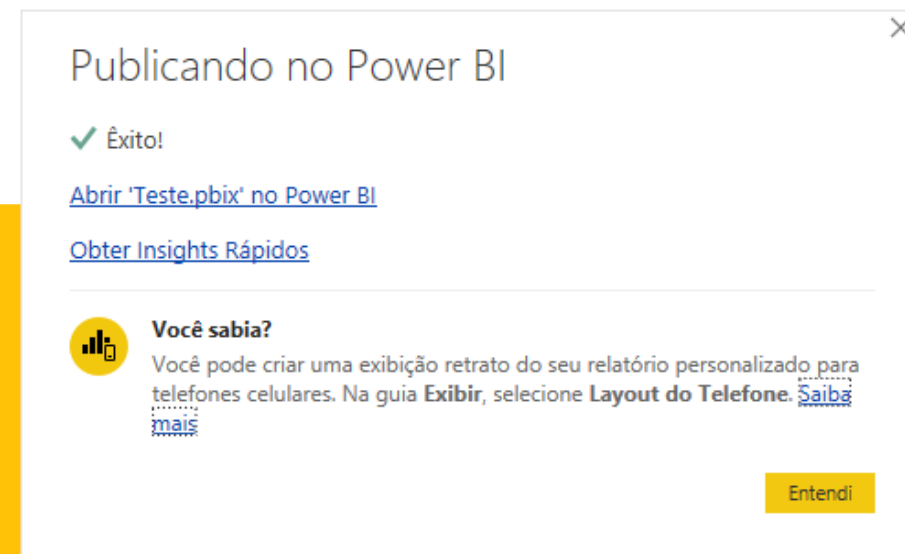 Publicando no Power BI
Êxito!
Abrir 'Teste.pbix' no Power BI
Obter Insights Rápidos
Você sabia?
Você pode criar uma exibição retrato do seu relatório personalizado para
telefones celulares. Na guia Exibir, selecione Layout do Telefone. Saiba
mais
Entendi